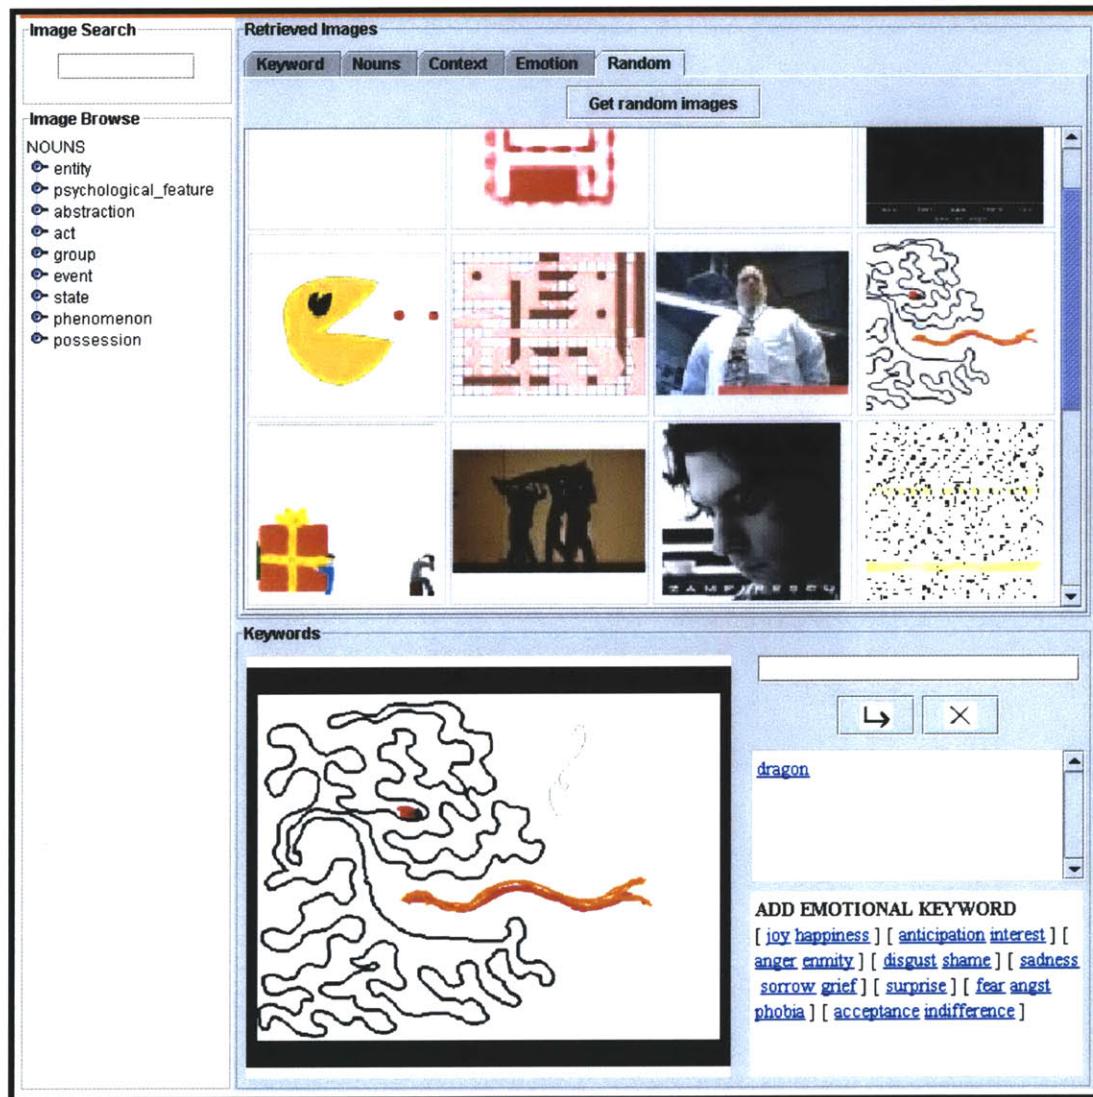 Image Search
Image Browse
NOUNS
entity
psychological_feature
abstraction
act
group
event
state
phenomenon
possession
Retrieved Images
Keyword Nouns Context Emotion Random
Get random images
Keywords
dragon
ADD EMOTIONAL KEYWORD
[ joy happiness ] [ anticipation interest ] [
anger enmity ] [ disgust shame ] [ sadness
sorrow grief ] [ surprise ] [ fear angst
phobia ] [ acceptance indifference ]